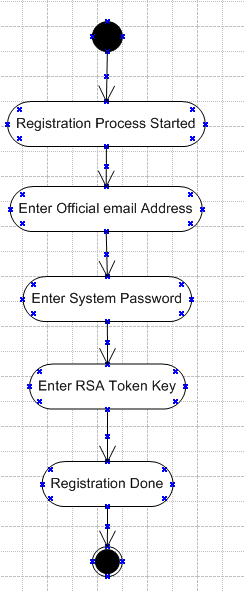 Registration Process Started
Enter Official email Address
Enter System Password
Enter RSA Token Key
Registration Done